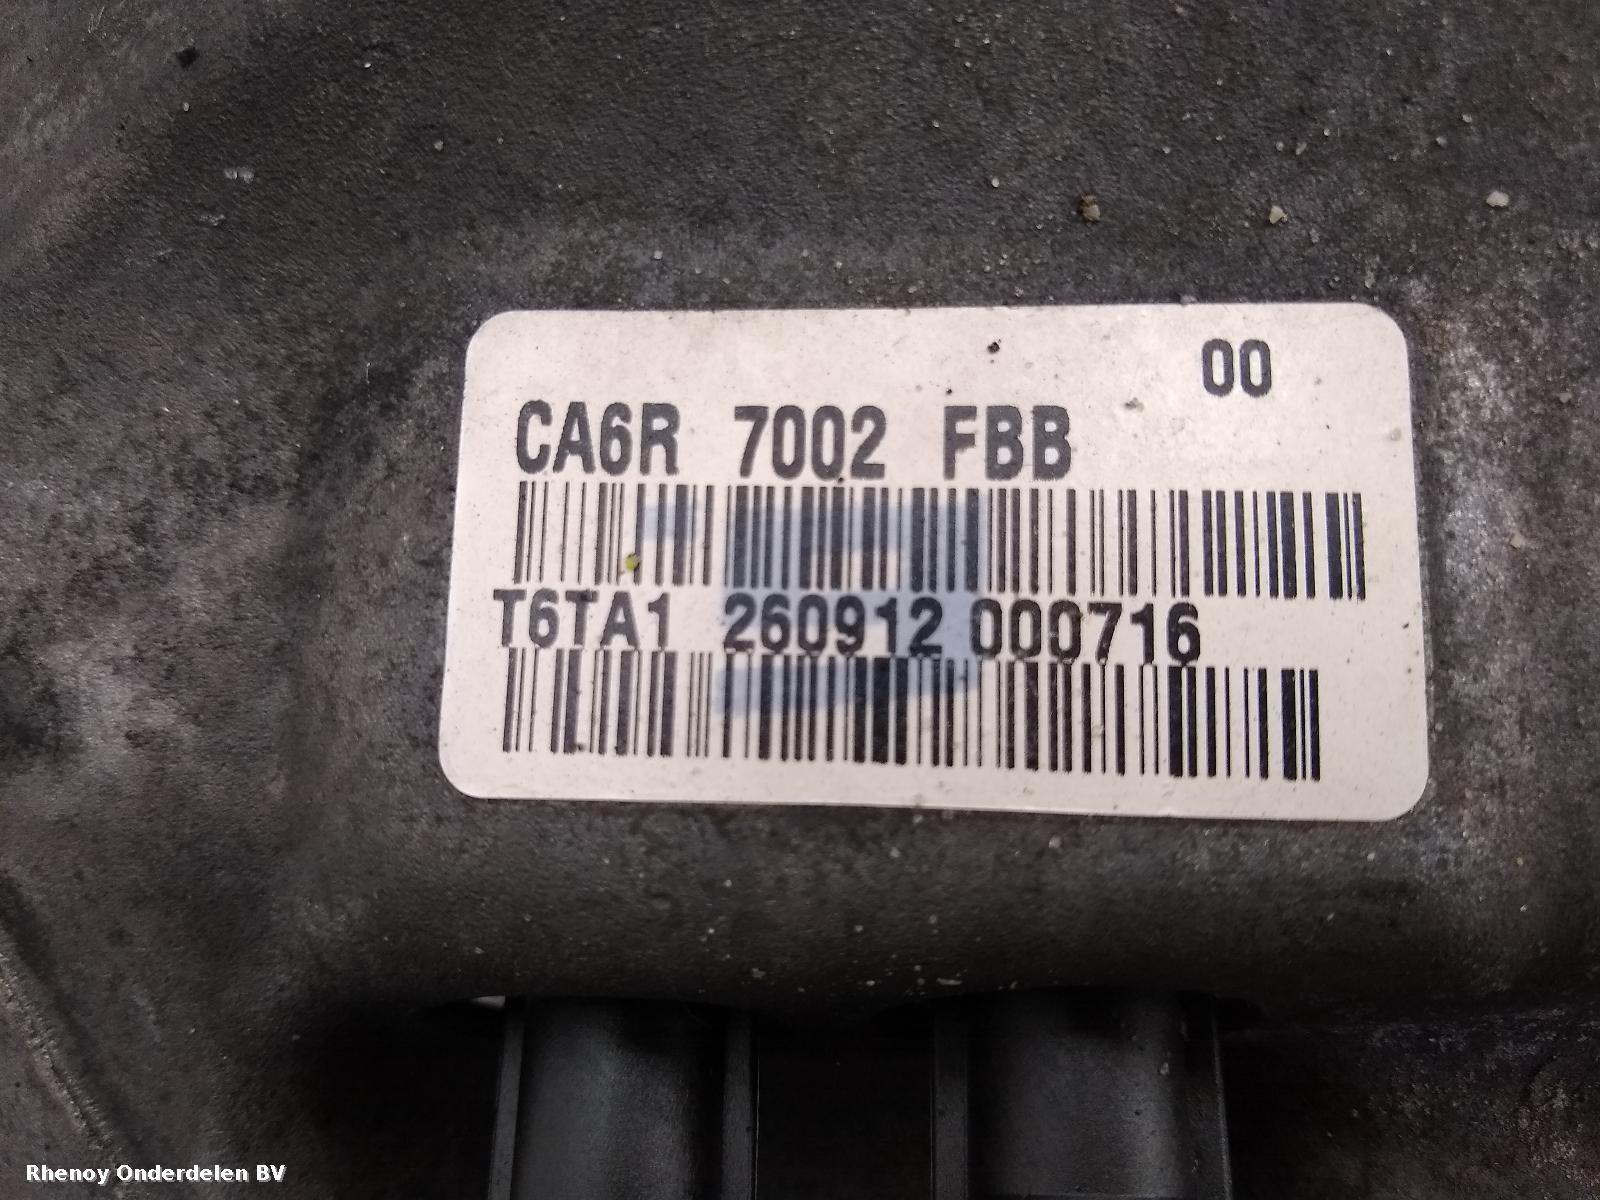 00
CA6R 7002 FBB
T6TA1 260912 000716
Rhenoy Onderdelen BV